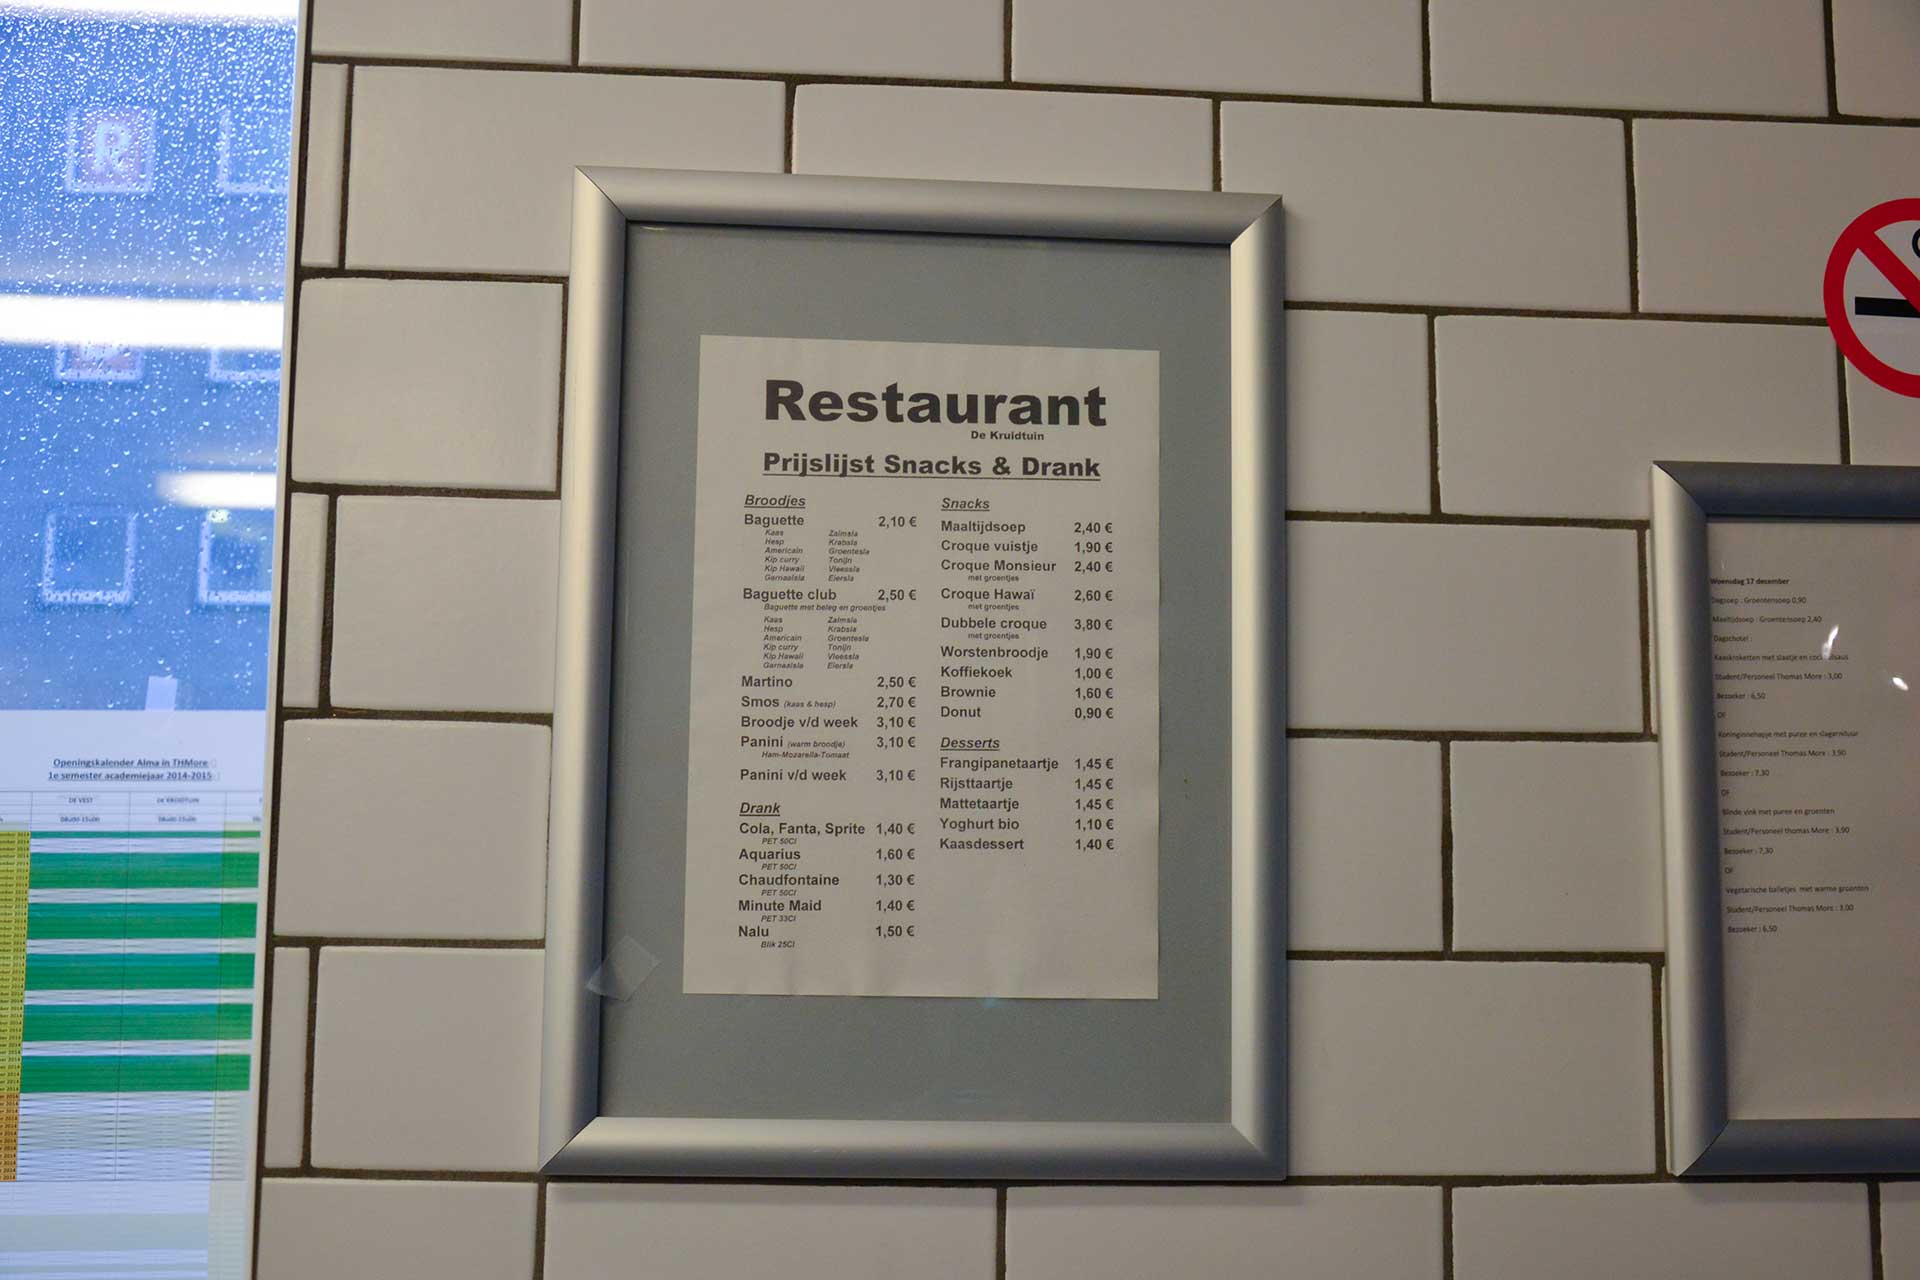 Restaurant
De Kruidtuin
Prijslijst Snacks & Drank
Broodjes
Baguette 2,10 €
Kaas Zalmsla
Hesp Krabsla
Americain Groentesla
Kip curry Tonijn
Kip Hawaii Vleessla
Garnaalsla Eiersla
Baguette club 2,50 €
Baguette met beleg en groentjes
Kaas Zalmsla
Hesp Krabsla
Americain Groentesla
Kip curry Tonijn
Kip Hawaii Vleessla
Garnaalsla Eiersla
Martino 2,50 €
Smos (kaas & hesp) 2,70 €
Broodje v/d week 3,10 €
Panini (warm broodje) 3,10 €
Ham-Mozarella-Tomaat
Panini v/d week 3,10 €
Drank
Cola, Fanta, Sprite 1,40 €
PET 50Cl
Aquarius 1,60 €
PET 50Cl
Chaudfontaine 1,30 €
PET 50Cl
Minute Maid 1,40 €
PET 33Cl
Nalu 1,50 €
Blik 25Cl
Snacks
Maaltijdsoep 2,40 €
Croque vuistje 1,90 €
Croque Monsieur 2,40 €
met groentjes
Croque Hawaï 2,60 €
met groentjes
Dubbele croque 3,80 €
met groentjes
Worstenbroodje 1,90 €
Koffiekoek 1,00 €
Brownie 1,60 €
Donut 0,90 €
Desserts
Frangipanetaartje 1,45 €
Rijsttaartje 1,45 €
Mattetaartje 1,45 €
Yoghurt bio 1,10 €
Kaasdessert 1,40 €
Openingskalender Alma in THMore
1e semester academiejaar 2014-2015
DE VEST DE KRUIDTUIN
08u00-15u00 08u00-15u00
Woensdag 17 desember
Dagsoep : Groentensoep 0,90
Maaltijdsoep : Groentensoep 2,40
Dagschotel :
Kaaskroketten met slaatje en cocktailsaus
Student/Personeel Thomas More : 3,00
Bezoeker : 6,50
OF
Koninginnehapje met puree en slagarnituur
Student/Personeel Thomas More : 3,90
Bezoeker : 7,30
OF
Blinde vink met puree en groenten
Student/Personeel thomas More : 3,90
Bezoeker : 7,30
OF
Vegetarische balletjes met warme groenten
Student/Personeel Thomas More : 3,00
Bezoeker : 6,50